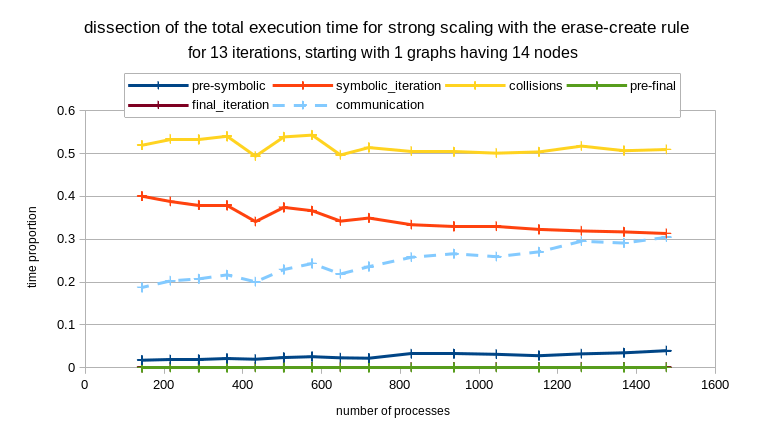 dissection of the total execution time for strong scaling with the erase-create rule
for 13 iterations, starting with 1 graphs having 14 nodes
pre-symbolic symbolic_iteration collisions pre-final
final_iteration communication
0.6
0.5
0.4
0.3
0.2
0.1
0
time proportion
0 200 400 600 800 1000 1200 1400 1600
number of processes